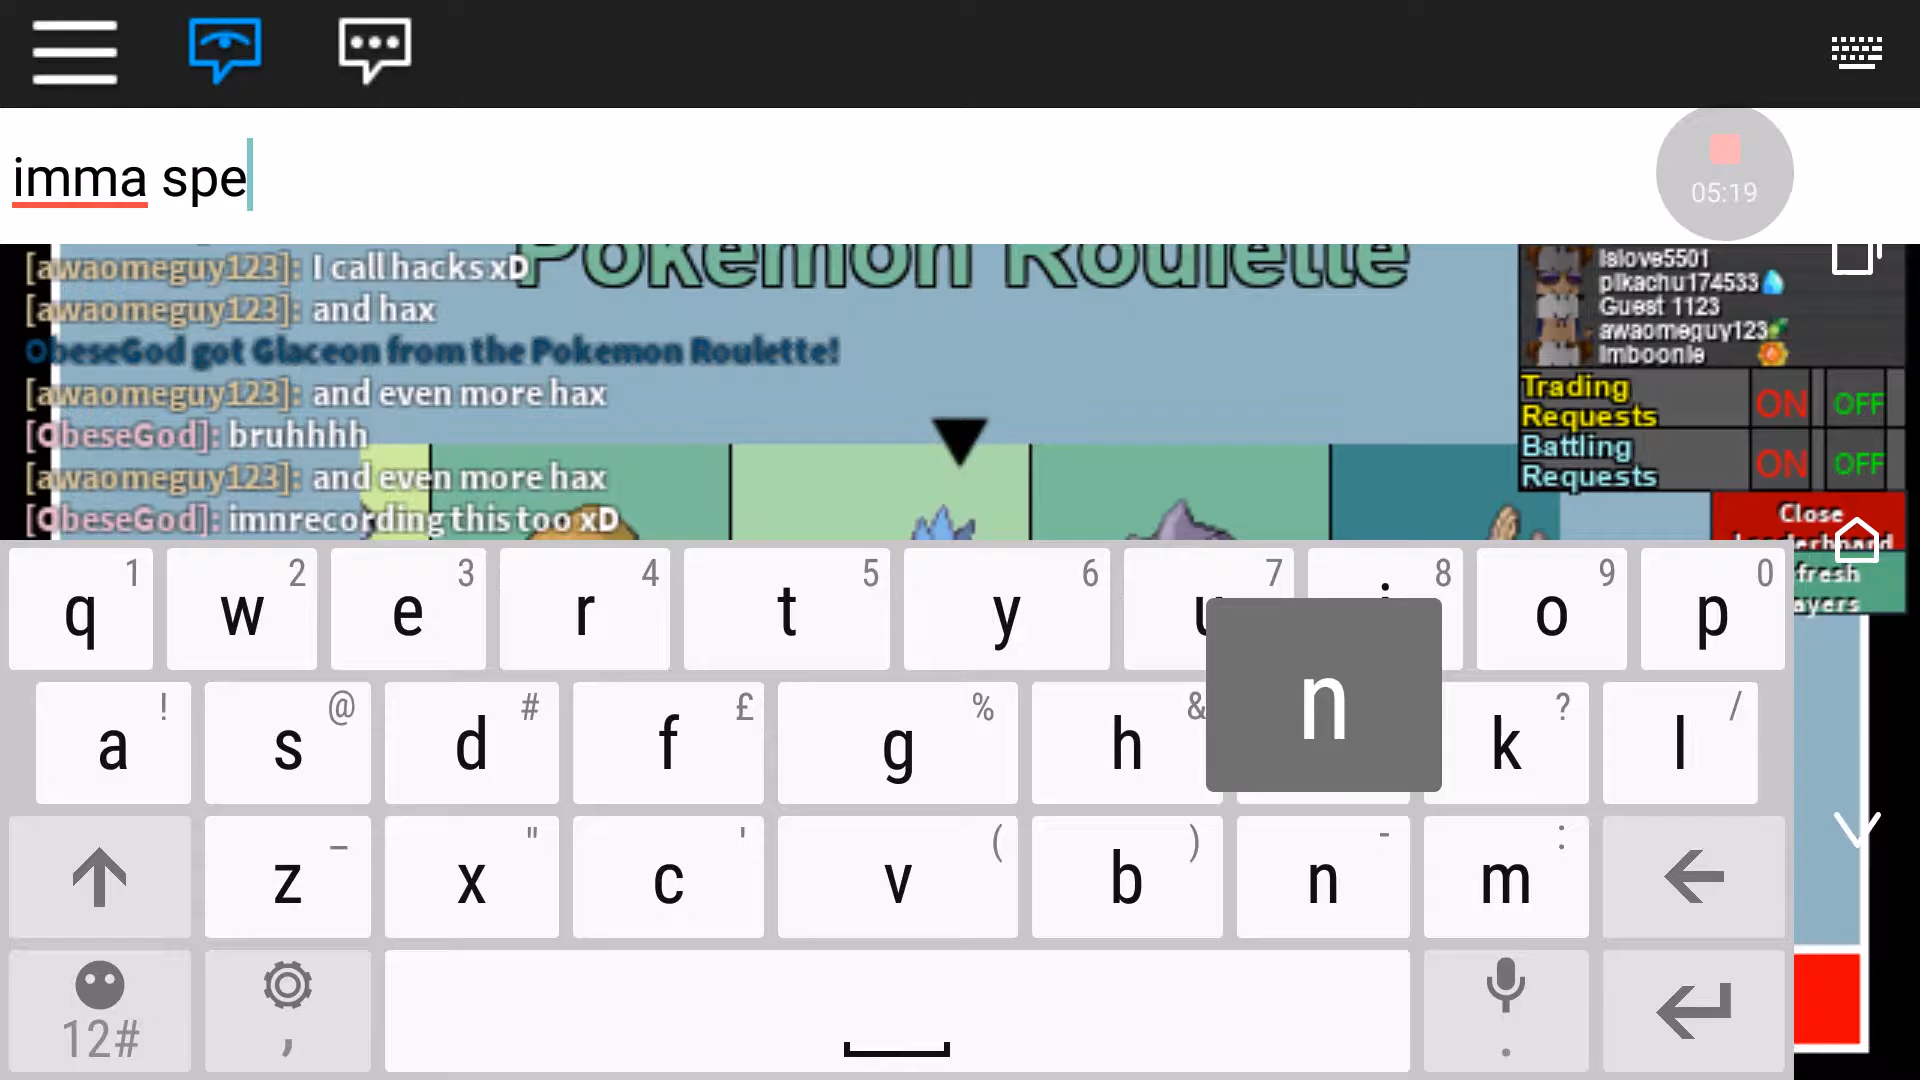 imma spe
05:19
Pokemon Roulette
[awaomeguy123]: I call hacks xD
[awaomeguy123]: and hax
ObeseGod got Glaceon from the Pokemon Roulette!
[awaomeguy123]: and even more hax
[ObeseGod]: bruhhhh
[awaomeguy123]: and even more hax
[ObeseGod]: imnrecording this too xD
islove5501
pikachu174533
Guest 1123
awaomeguy123
imboonie
Trading Requests ON OFF
Battling Requests ON OFF
Close
fresh
ayers
q 1 w 2 e 3 r 4 t 5 y 6 u 7 i 8 o 9 p 0
a ! s @ d # f £ g % h & n k ? l /
z _ x " c ' v ( b ) n - m :
12# , .